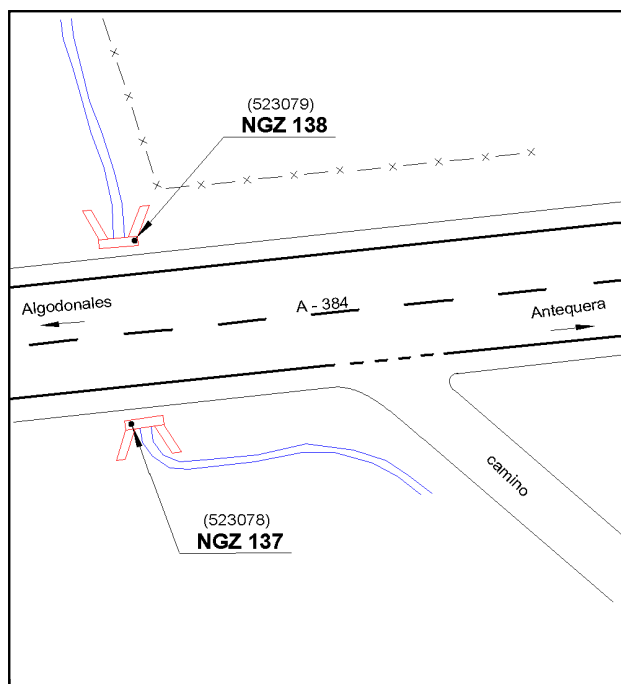 (523079)
NGZ 138
Algodonales
A - 384
Antequera
camino
(523078)
NGZ 137